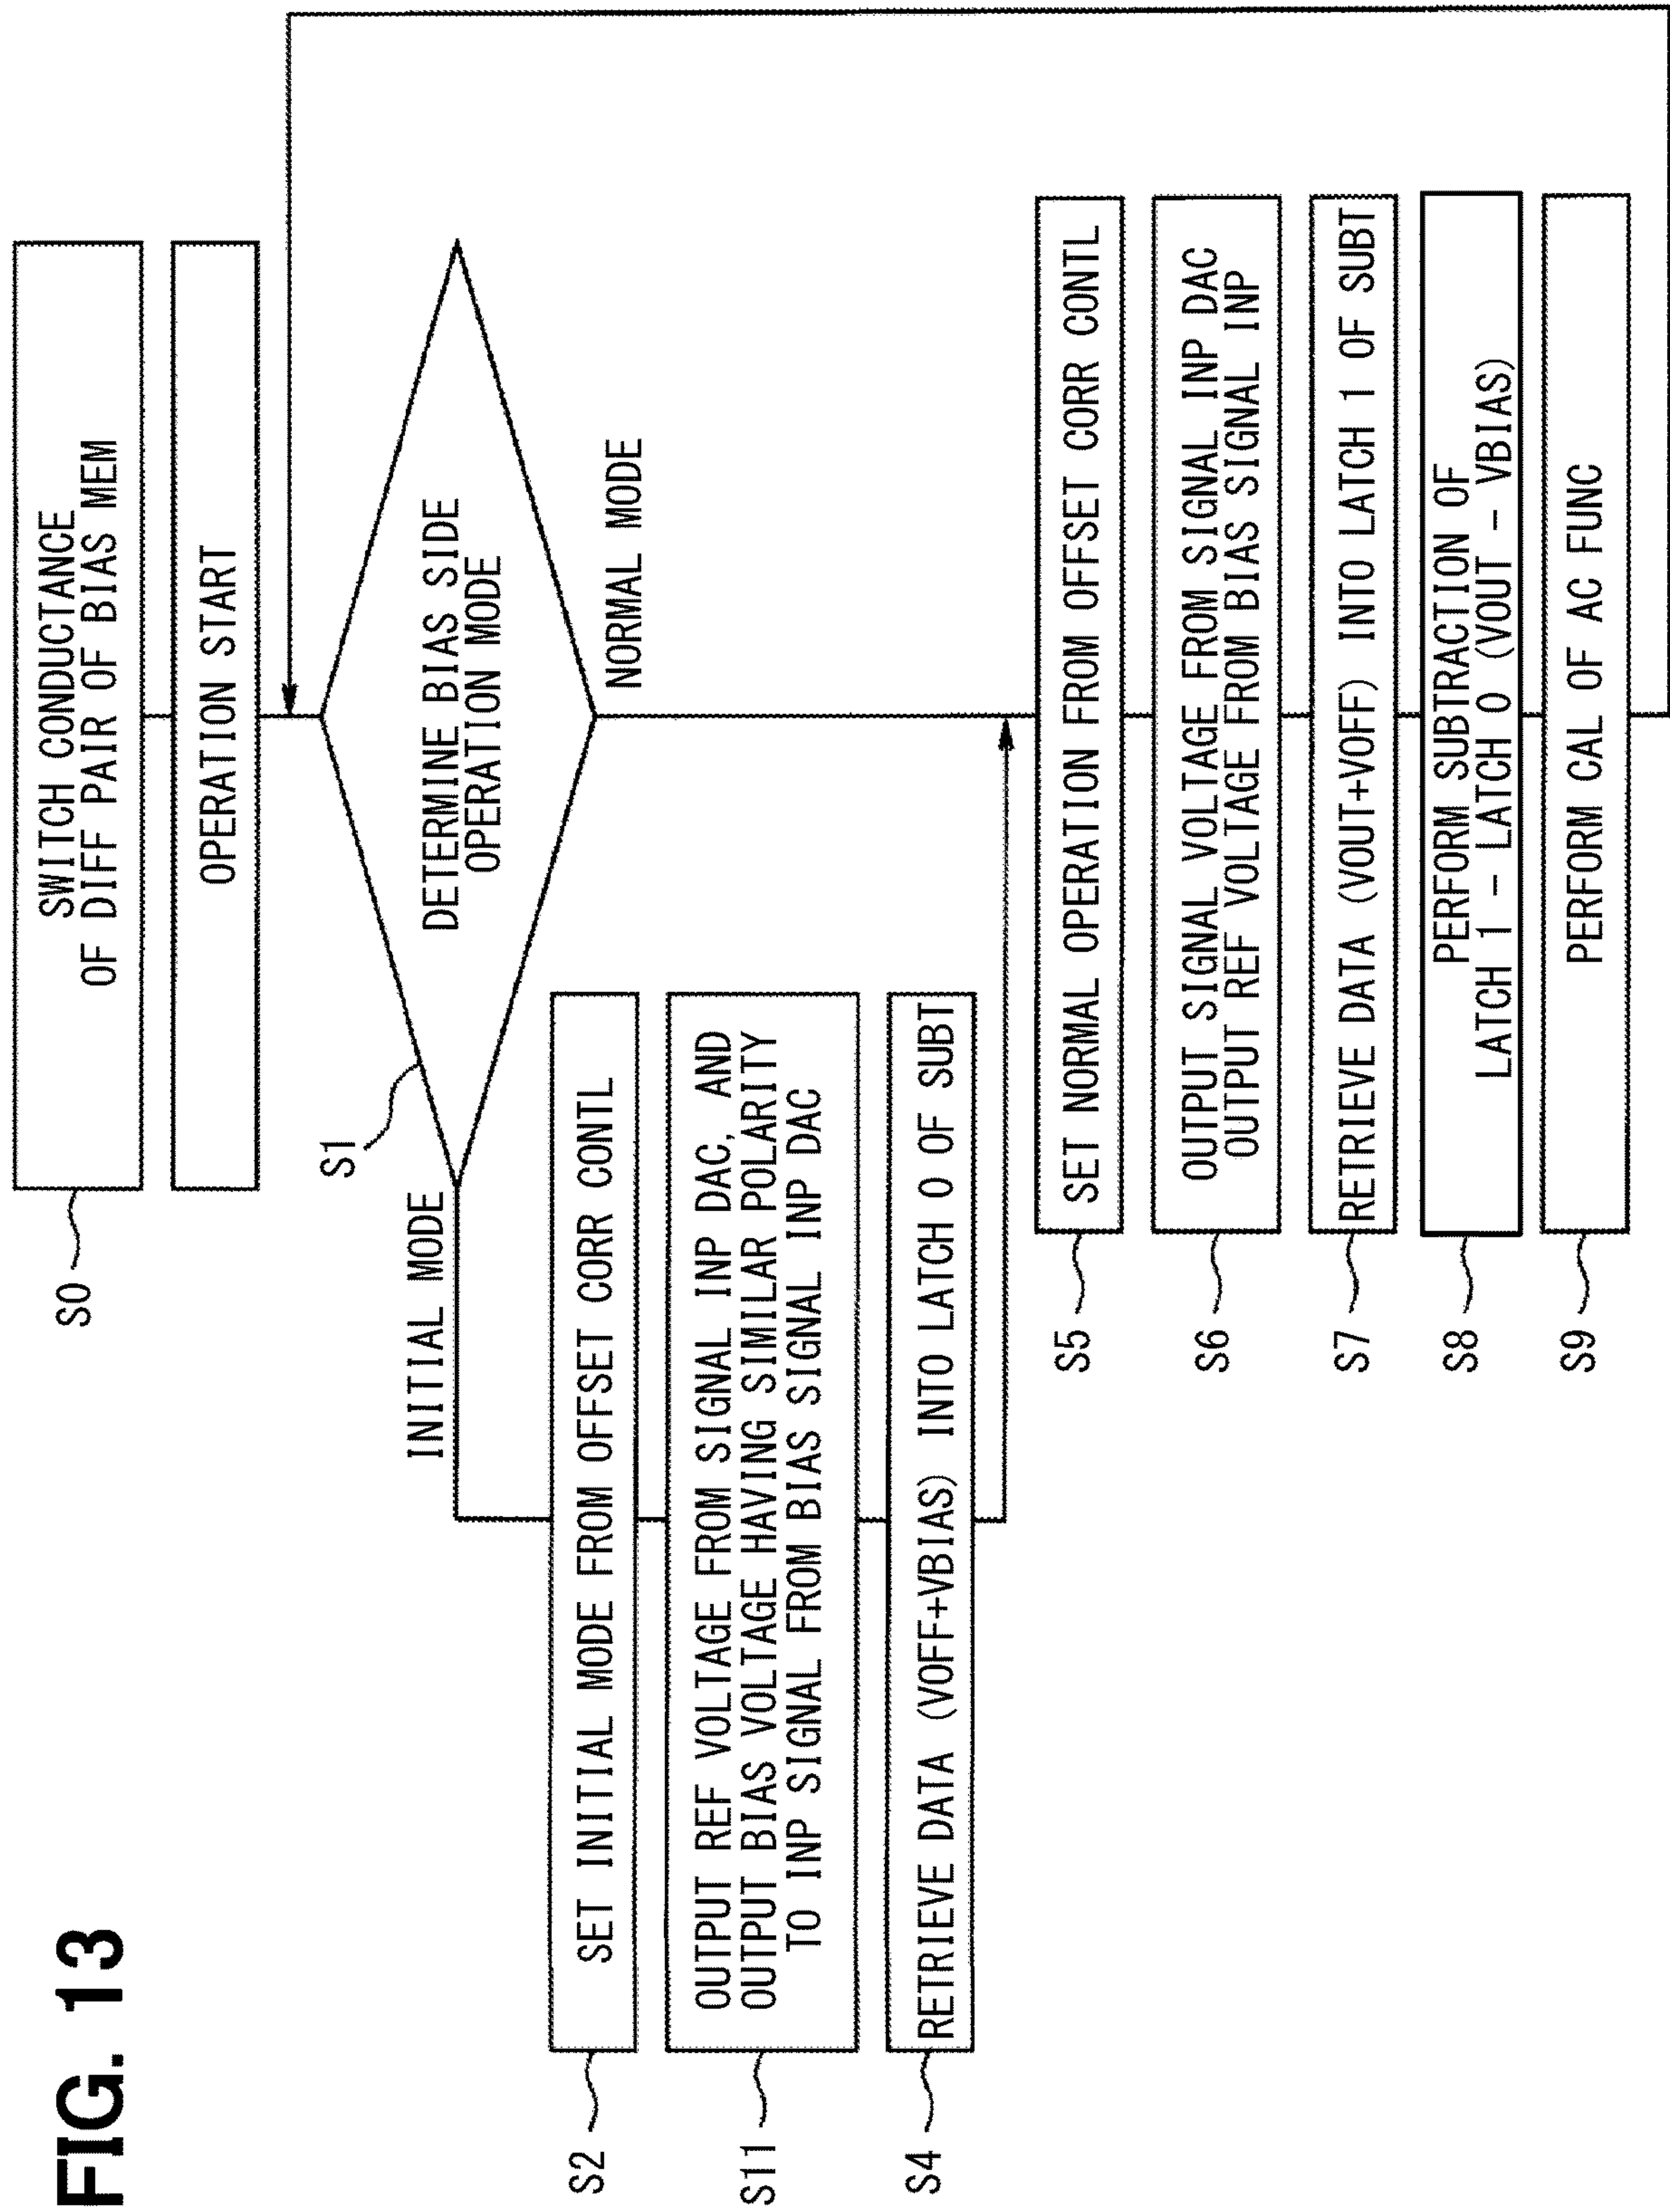 FIG. 13
S0
SWITCH CONDUCTANCE
OF DIFF PAIR OF BIAS MEM
OPERATION START
S1
DETERMINE BIAS SIDE
OPERATION MODE
INITIAL MODE
NORMAL MODE
S2
SET INITIAL MODE FROM OFFSET CORR CONTL
S11
OUTPUT REF VOLTAGE FROM SIGNAL INP DAC, AND
OUTPUT BIAS VOLTAGE HAVING SIMILAR POLARITY
TO INP SIGNAL FROM BIAS SIGNAL INP DAC
S4
RETRIEVE DATA (VOFF+VBIAS) INTO LATCH 0 OF SUBT
S5
SET NORMAL OPERATION FROM OFFSET CORR CONTL
S6
OUTPUT SIGNAL VOLTAGE FROM SIGNAL INP DAC
OUTPUT REF VOLTAGE FROM BIAS SIGNAL INP
S7
RETRIEVE DATA (VOUT+VOFF) INTO LATCH 1 OF SUBT
S8
PERFORM SUBTRACTION OF
LATCH 1 - LATCH 0 (VOUT - VBIAS)
S9
PERFORM CAL OF AC FUNC